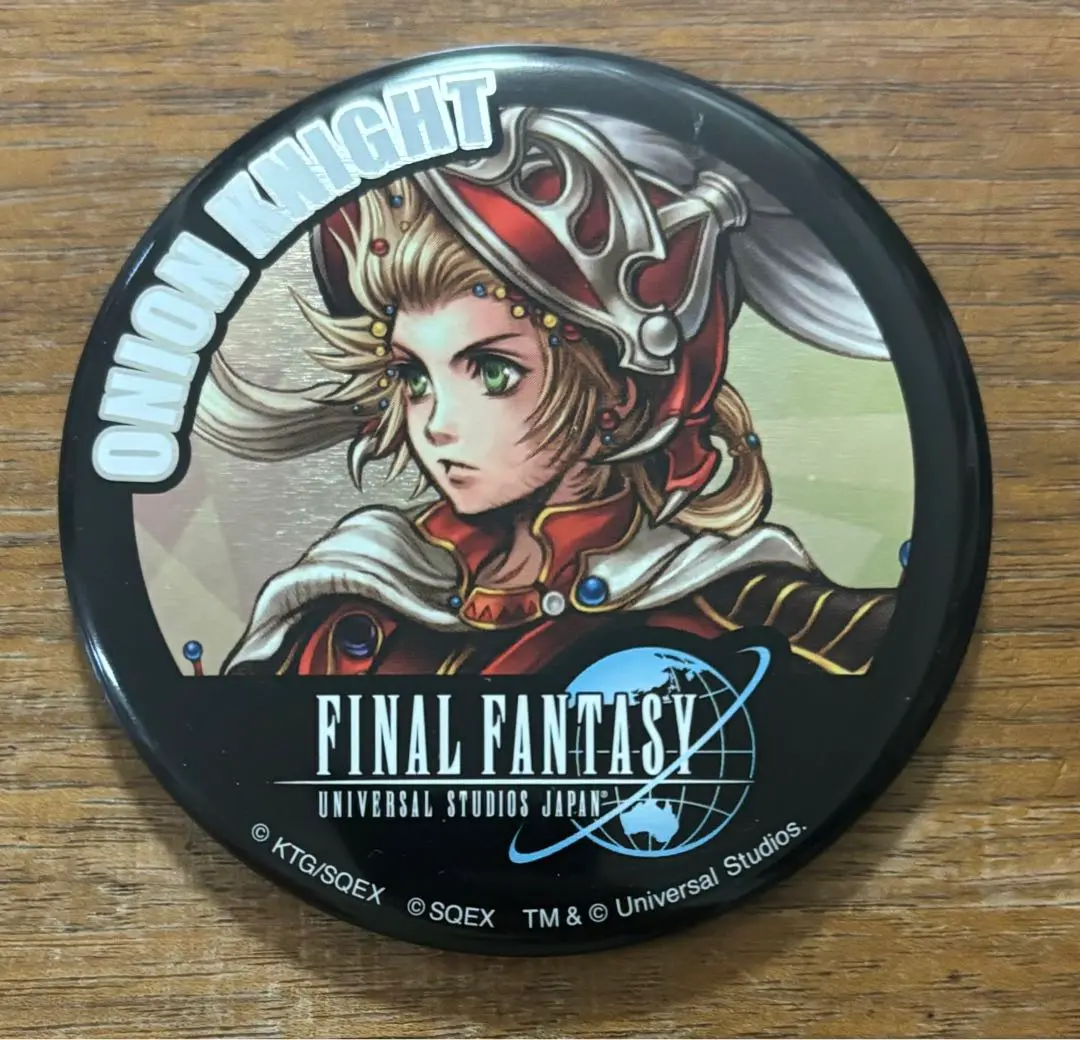 ONION KNIGHT
FINAL FANTASY
UNIVERSAL STUDIOS JAPAN®
© KTG/SQEX © SQEX TM & © Universal Studios.